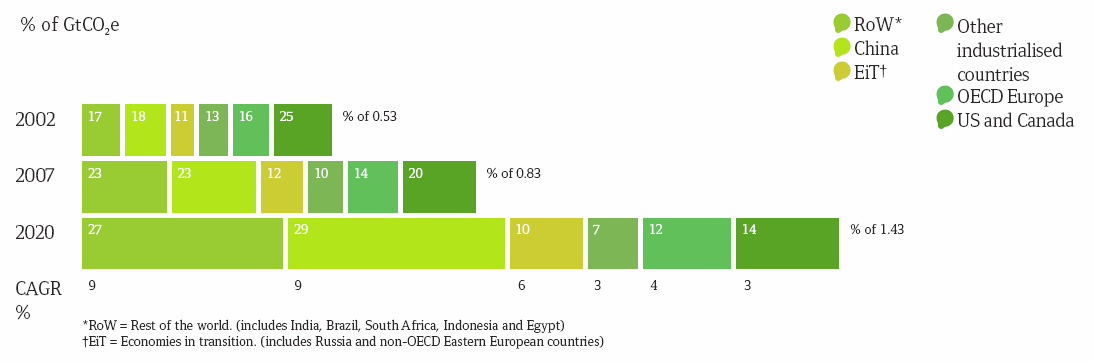 % of GtCO₂e
RoW*
China
EiT†
Other
industrialised
countries
OECD Europe
US and Canada
2002 17 18 11 13 16 25 % of 0.53
2007 23 23 12 10 14 20 % of 0.83
2020 27 29 10 7 12 14 % of 1.43
CAGR 9 9 6 3 4 3
%
*RoW = Rest of the world. (includes India, Brazil, South Africa, Indonesia and Egypt)
†EiT = Economies in transition. (includes Russia and non-OECD Eastern European countries)